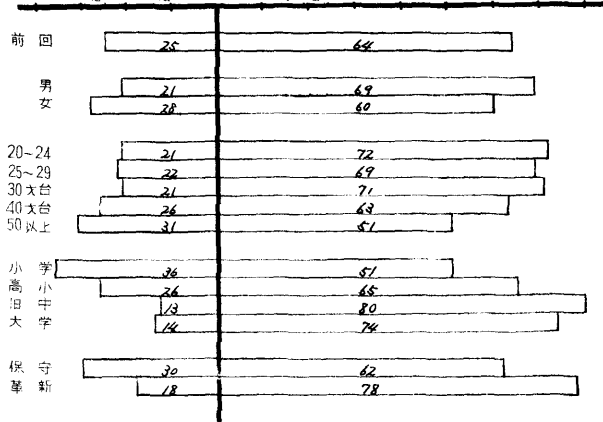 前回 25 64
男 21 69
女 28 60
20~24 21 72
25~29 22 69
30才台 21 71
40才台 26 63
50以上 31 51
小学 36 51
高小 26 65
旧中 13 80
大学 14 74
保守 30 62
革新 18 78